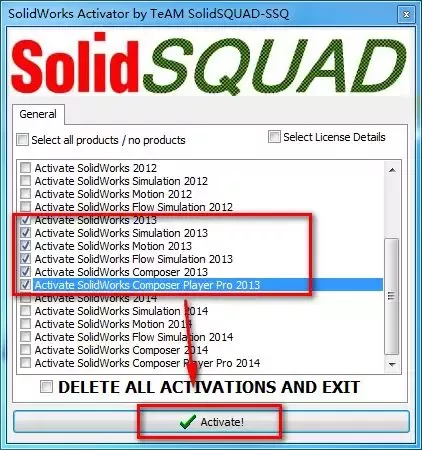 SolidWorks Activator by TeAM SolidSQUAD-SSQ
SolidSQUAD
General
Select all products / no products
Select License Details
Activate SolidWorks 2012
Activate SolidWorks Simulation 2012
Activate SolidWorks Motion 2012
Activate SolidWorks Flow Simulation 2012
Activate SolidWorks 2013
Activate SolidWorks Simulation 2013
Activate SolidWorks Motion 2013
Activate SolidWorks Flow Simulation 2013
Activate SolidWorks Composer 2013
Activate SolidWorks Composer Player Pro 2013
Activate SolidWorks 2014
Activate SolidWorks Simulation 2014
Activate SolidWorks Motion 2014
Activate SolidWorks Flow Simulation 2014
Activate SolidWorks Composer 2014
Activate SolidWorks Composer Player Pro 2014
DELETE ALL ACTIVATIONS AND EXIT
Activate!